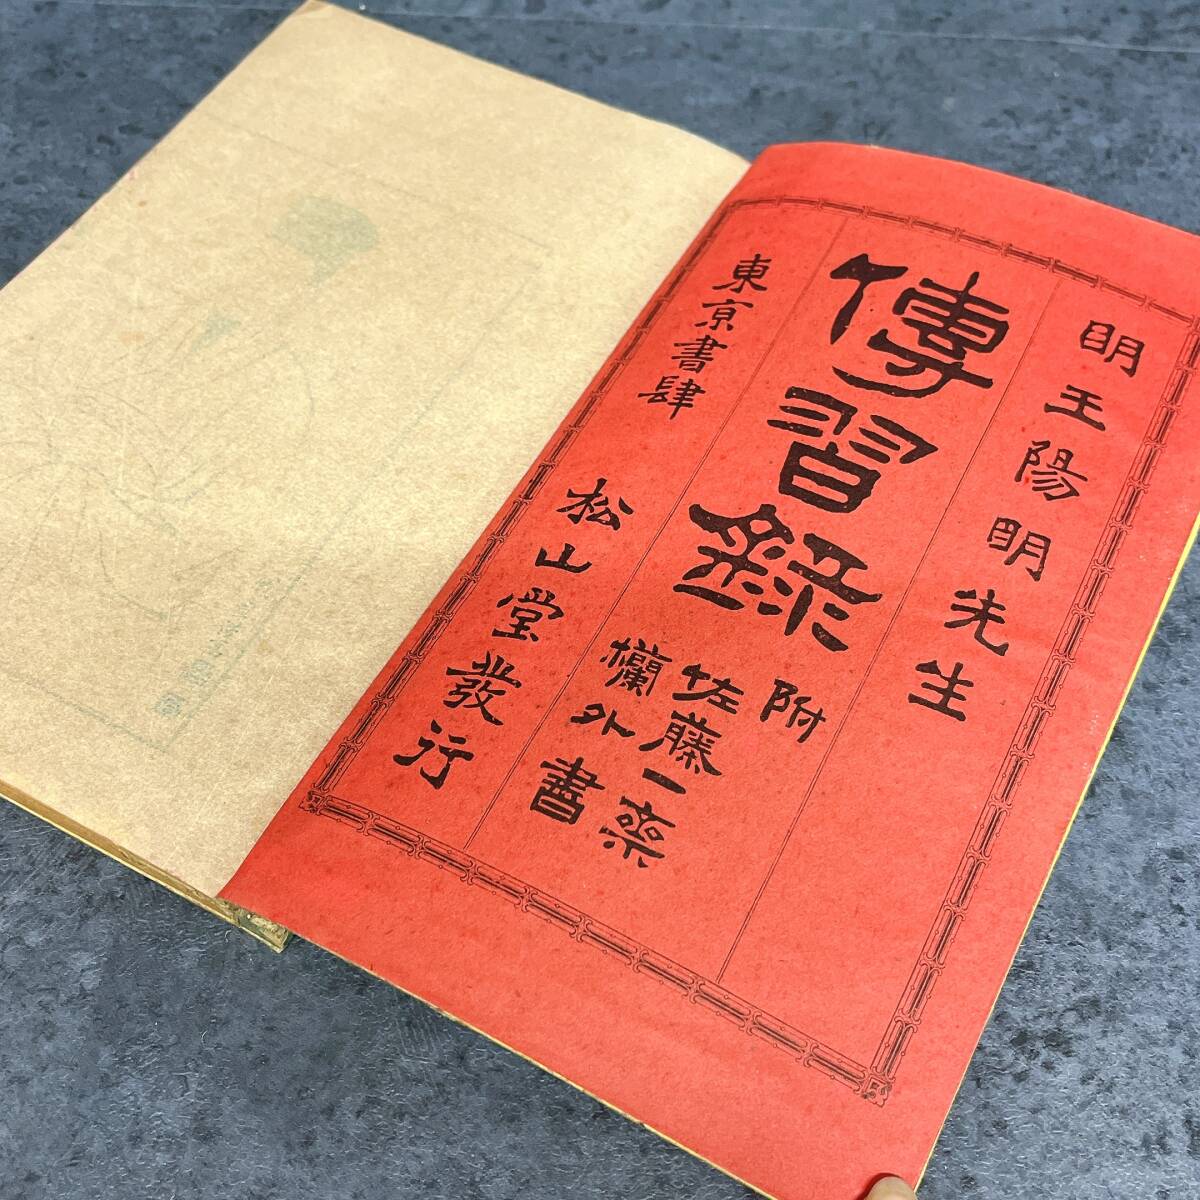 明王陽明先生
傳習錄
附
佐藤一齋
欄外書
東京書肆
松山堂發行